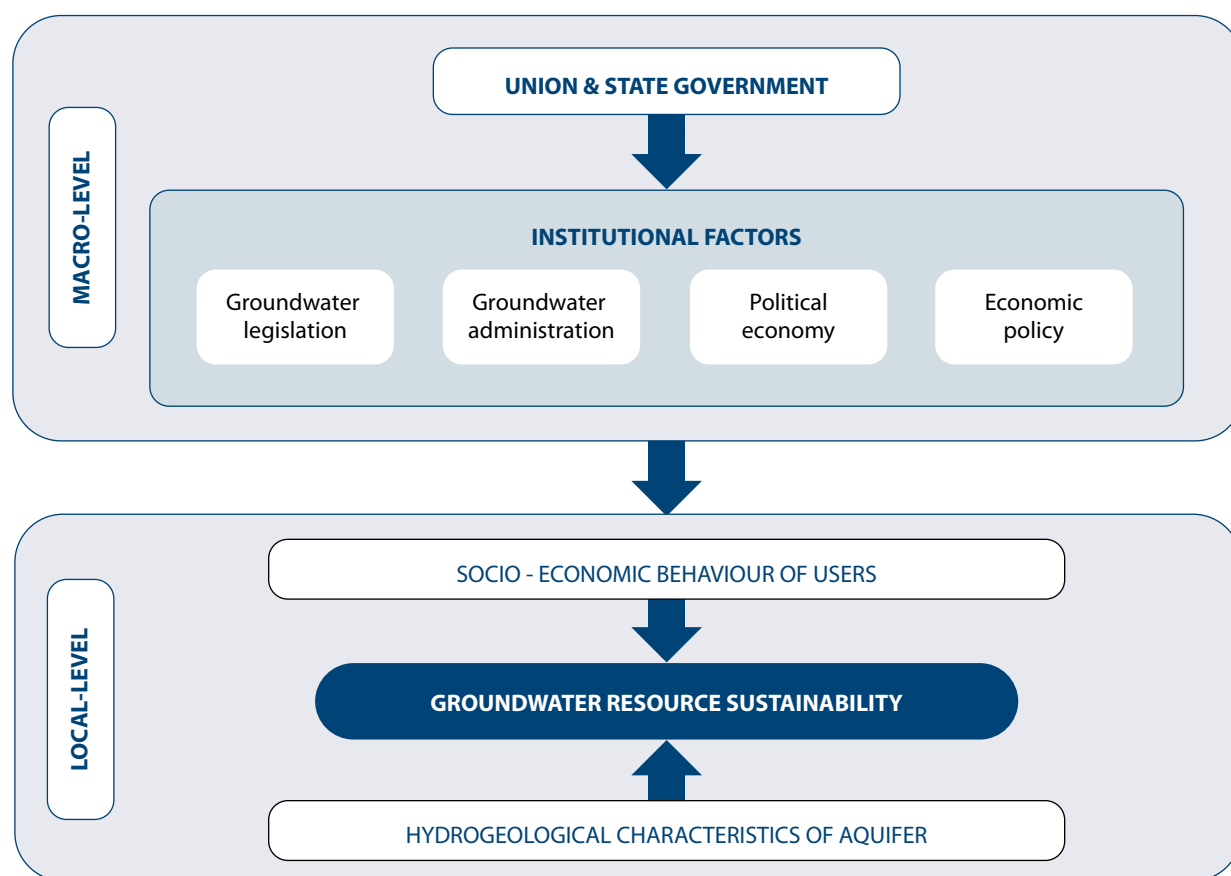 UNION & STATE GOVERNMENT
MACRO-LEVEL
INSTITUTIONAL FACTORS
Groundwater
legislation
Groundwater
administration
Political
economy
Economic
policy
LOCAL-LEVEL
SOCIO - ECONOMIC BEHAVIOUR OF USERS
GROUNDWATER RESOURCE SUSTAINABILITY
HYDROGEOLOGICAL CHARACTERISTICS OF AQUIFER